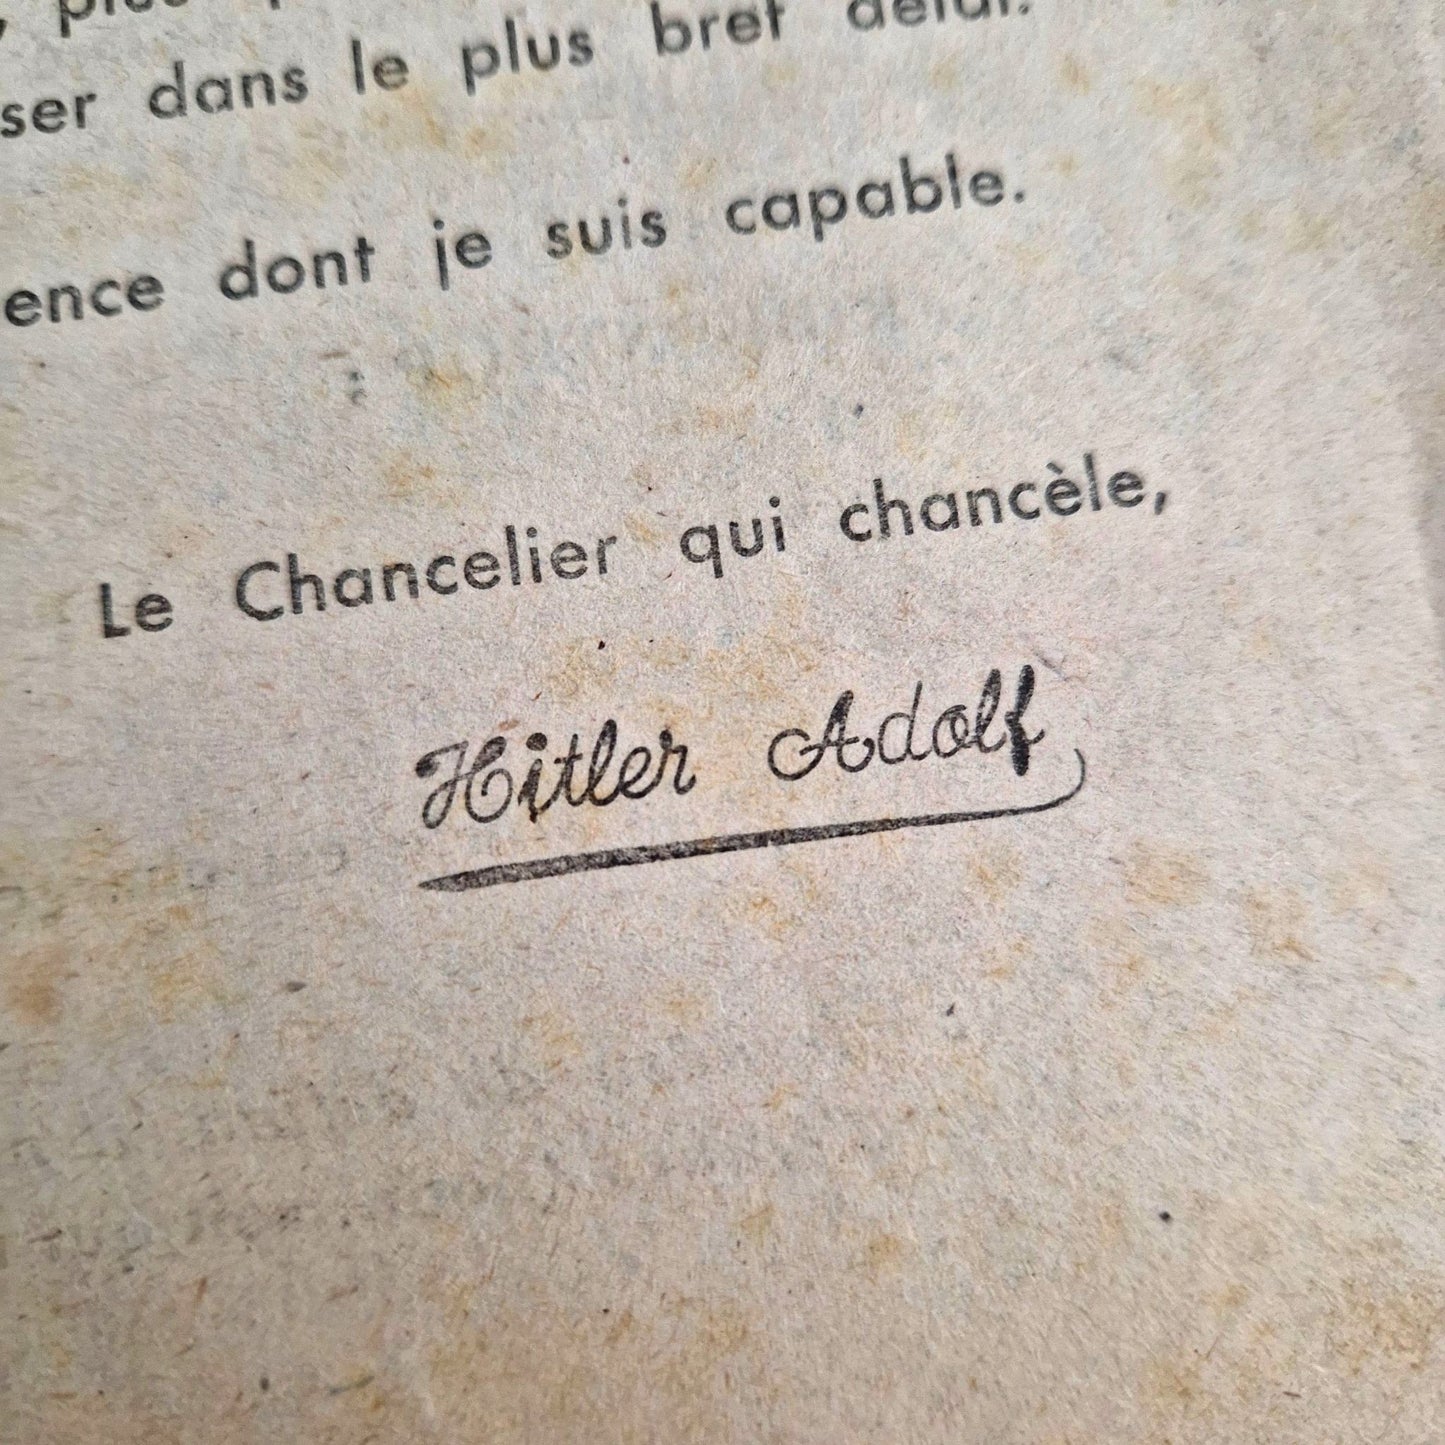 ser dans le plus bref délai.
ence dont je suis capable.
Le Chancelier qui chancèle,
Hitler Adolf